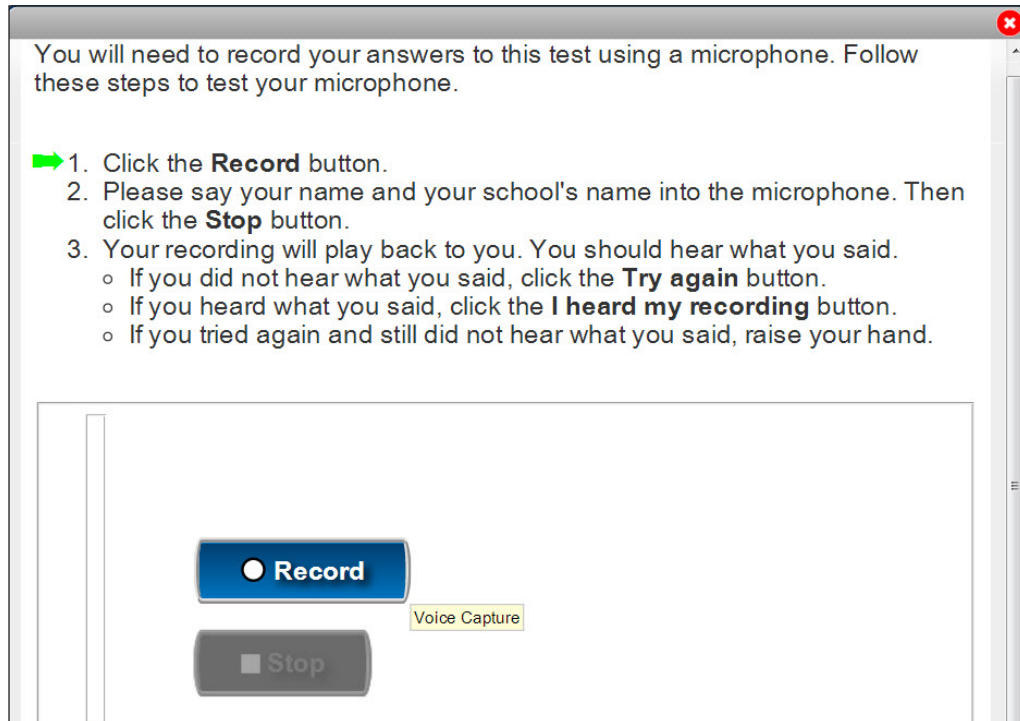 You will need to record your answers to this test using a microphone. Follow
these steps to test your microphone.
1. Click the Record button.
2. Please say your name and your school's name into the microphone. Then
click the Stop button.
3. Your recording will play back to you. You should hear what you said.
If you did not hear what you said, click the Try again button.
If you heard what you said, click the I heard my recording button.
If you tried again and still did not hear what you said, raise your hand.
Record
Voice Capture
Stop